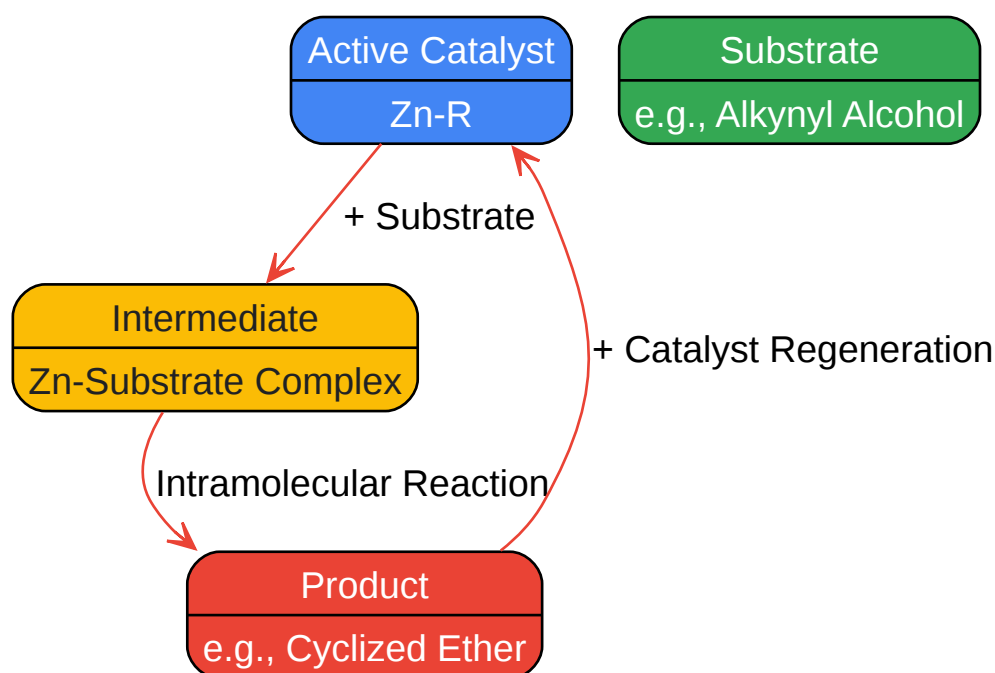 Active Catalyst
Zn-R
Substrate
e.g., Alkynyl Alcohol
+ Substrate
Intermediate
Zn-Substrate Complex
+ Catalyst Regeneration
Intramolecular Reaction
Product
e.g., Cyclized Ether